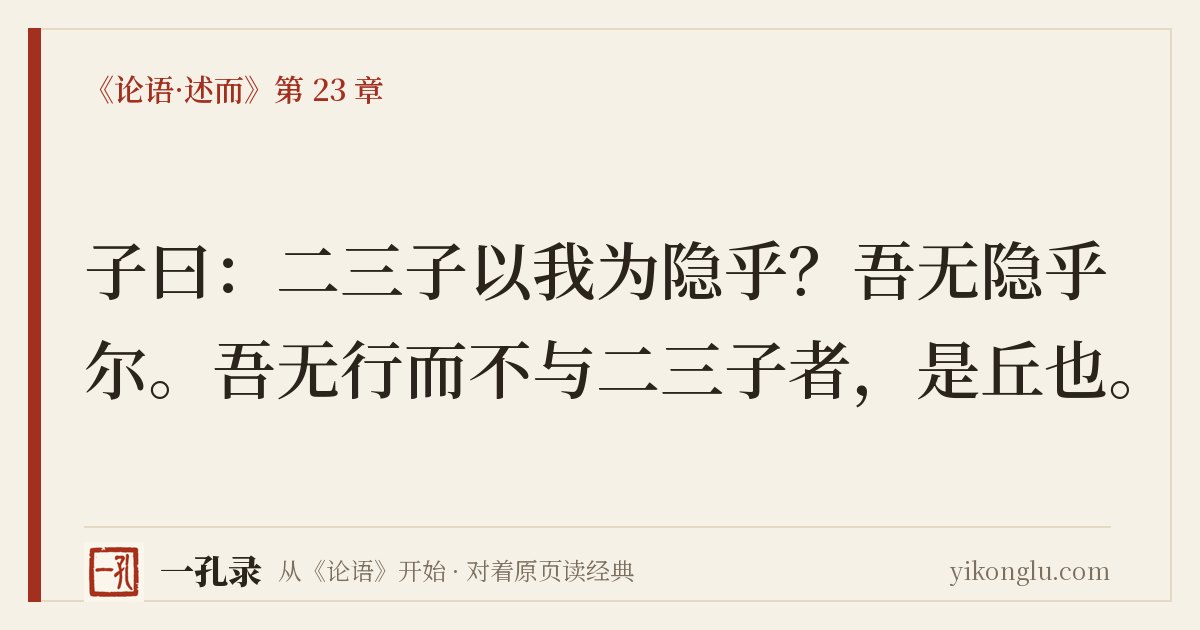 《论语·述而》第 23 章
子曰：二三子以我为隐乎？吾无隐乎
尔。吾无行而不与二三子者，是丘也。
一孔
一孔录 从《论语》开始 · 对着原页读经典 yikonglu.com